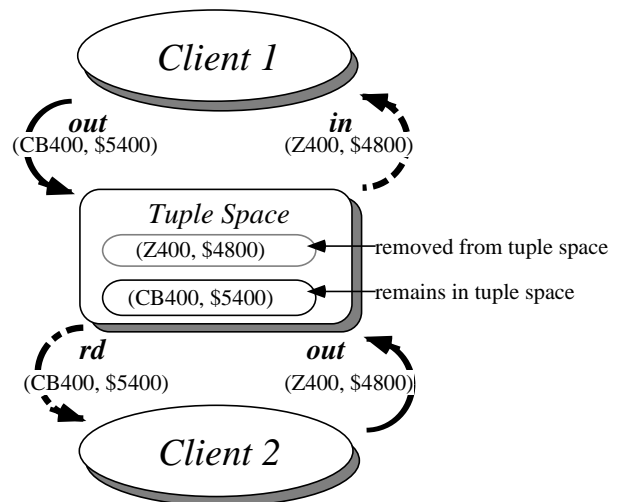 Client 1
out
(CB400, $5400)
in
(Z400, $4800)
Tuple Space
(Z400, $4800)
removed from tuple space
(CB400, $5400)
remains in tuple space
rd
(CB400, $5400)
out
(Z400, $4800)
Client 2